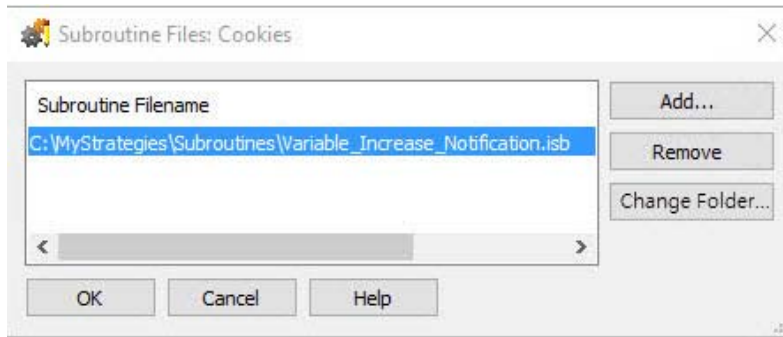 Subroutine Files: Cookies
Subroutine Filename
C:\MyStrategies\Subroutines\Variable_Increase_Notification.isb
Add...
Remove
Change Folder...
OK
Cancel
Help